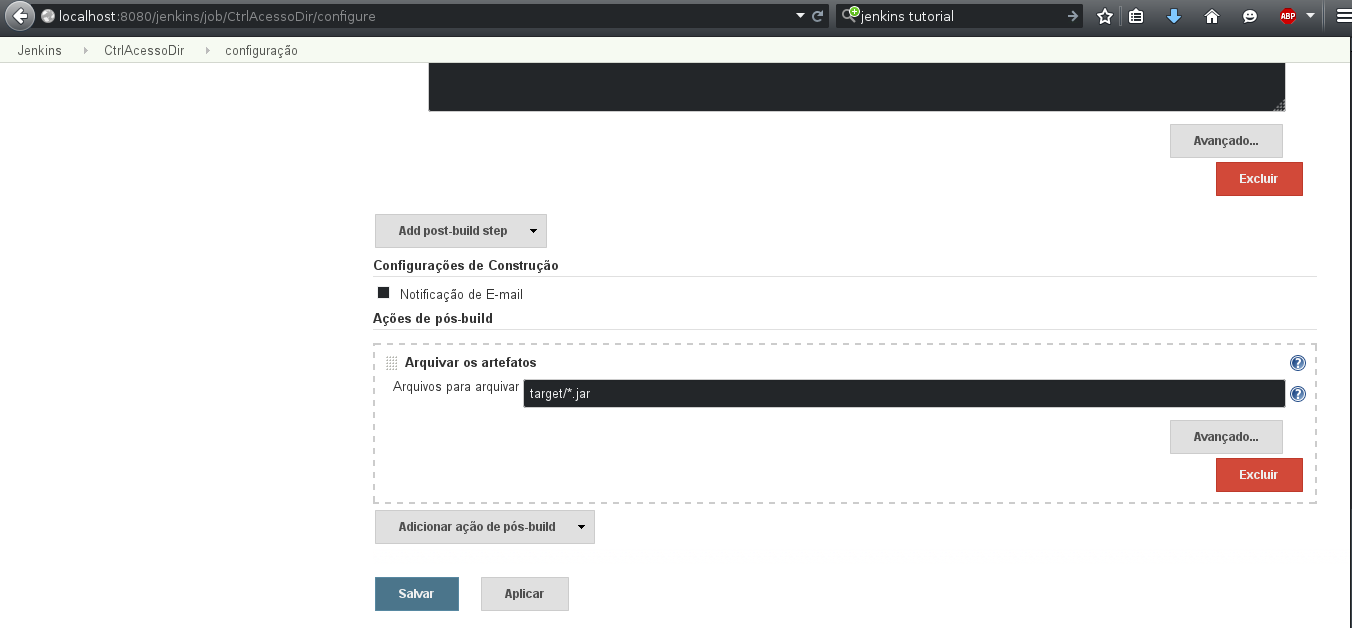 localhost:8080/jenkins/job/CtrlAcessoDir/configure jenkins tutorial ABP
Jenkins CtrlAcessoDir configuração
Avançado...
Excluir
Add post-build step
Configurações de Construção
Notificação de E-mail
Ações de pós-build
Arquivar os artefatos
Arquivos para arquivar target/*.jar
Avançado...
Excluir
Adicionar ação de pós-build
Salvar Aplicar